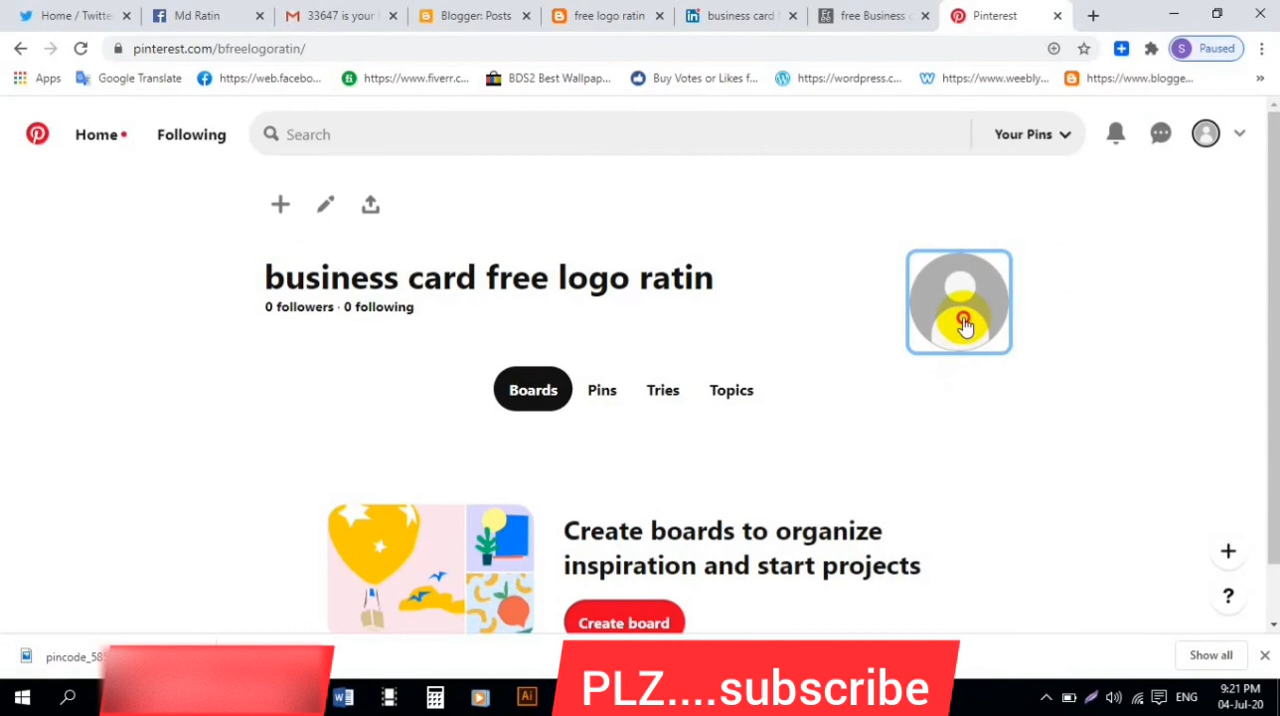 Home / Twitter
Md Ratin
33647 is your
Blogger: Posts
free logo ratin
business card
free Business c
Pinterest
pinterest.com/bfreelogoratin/
S Paused
Apps
Google Translate
https://web.facebo...
https://www.fiverr.c...
BDS2 Best Wallpap...
Buy Votes or Likes f...
https://wordpress.c...
https://www.weebly...
https://www.blogge...
»
Home
Following
Search
Your Pins
business card free logo ratin
0 followers · 0 following
Boards
Pins
Tries
Topics
Create boards to organize
inspiration and start projects
Create board
+
?
pincode_585
Show all
PLZ....subscribe
ENG
9:21 PM
04-Jul-20